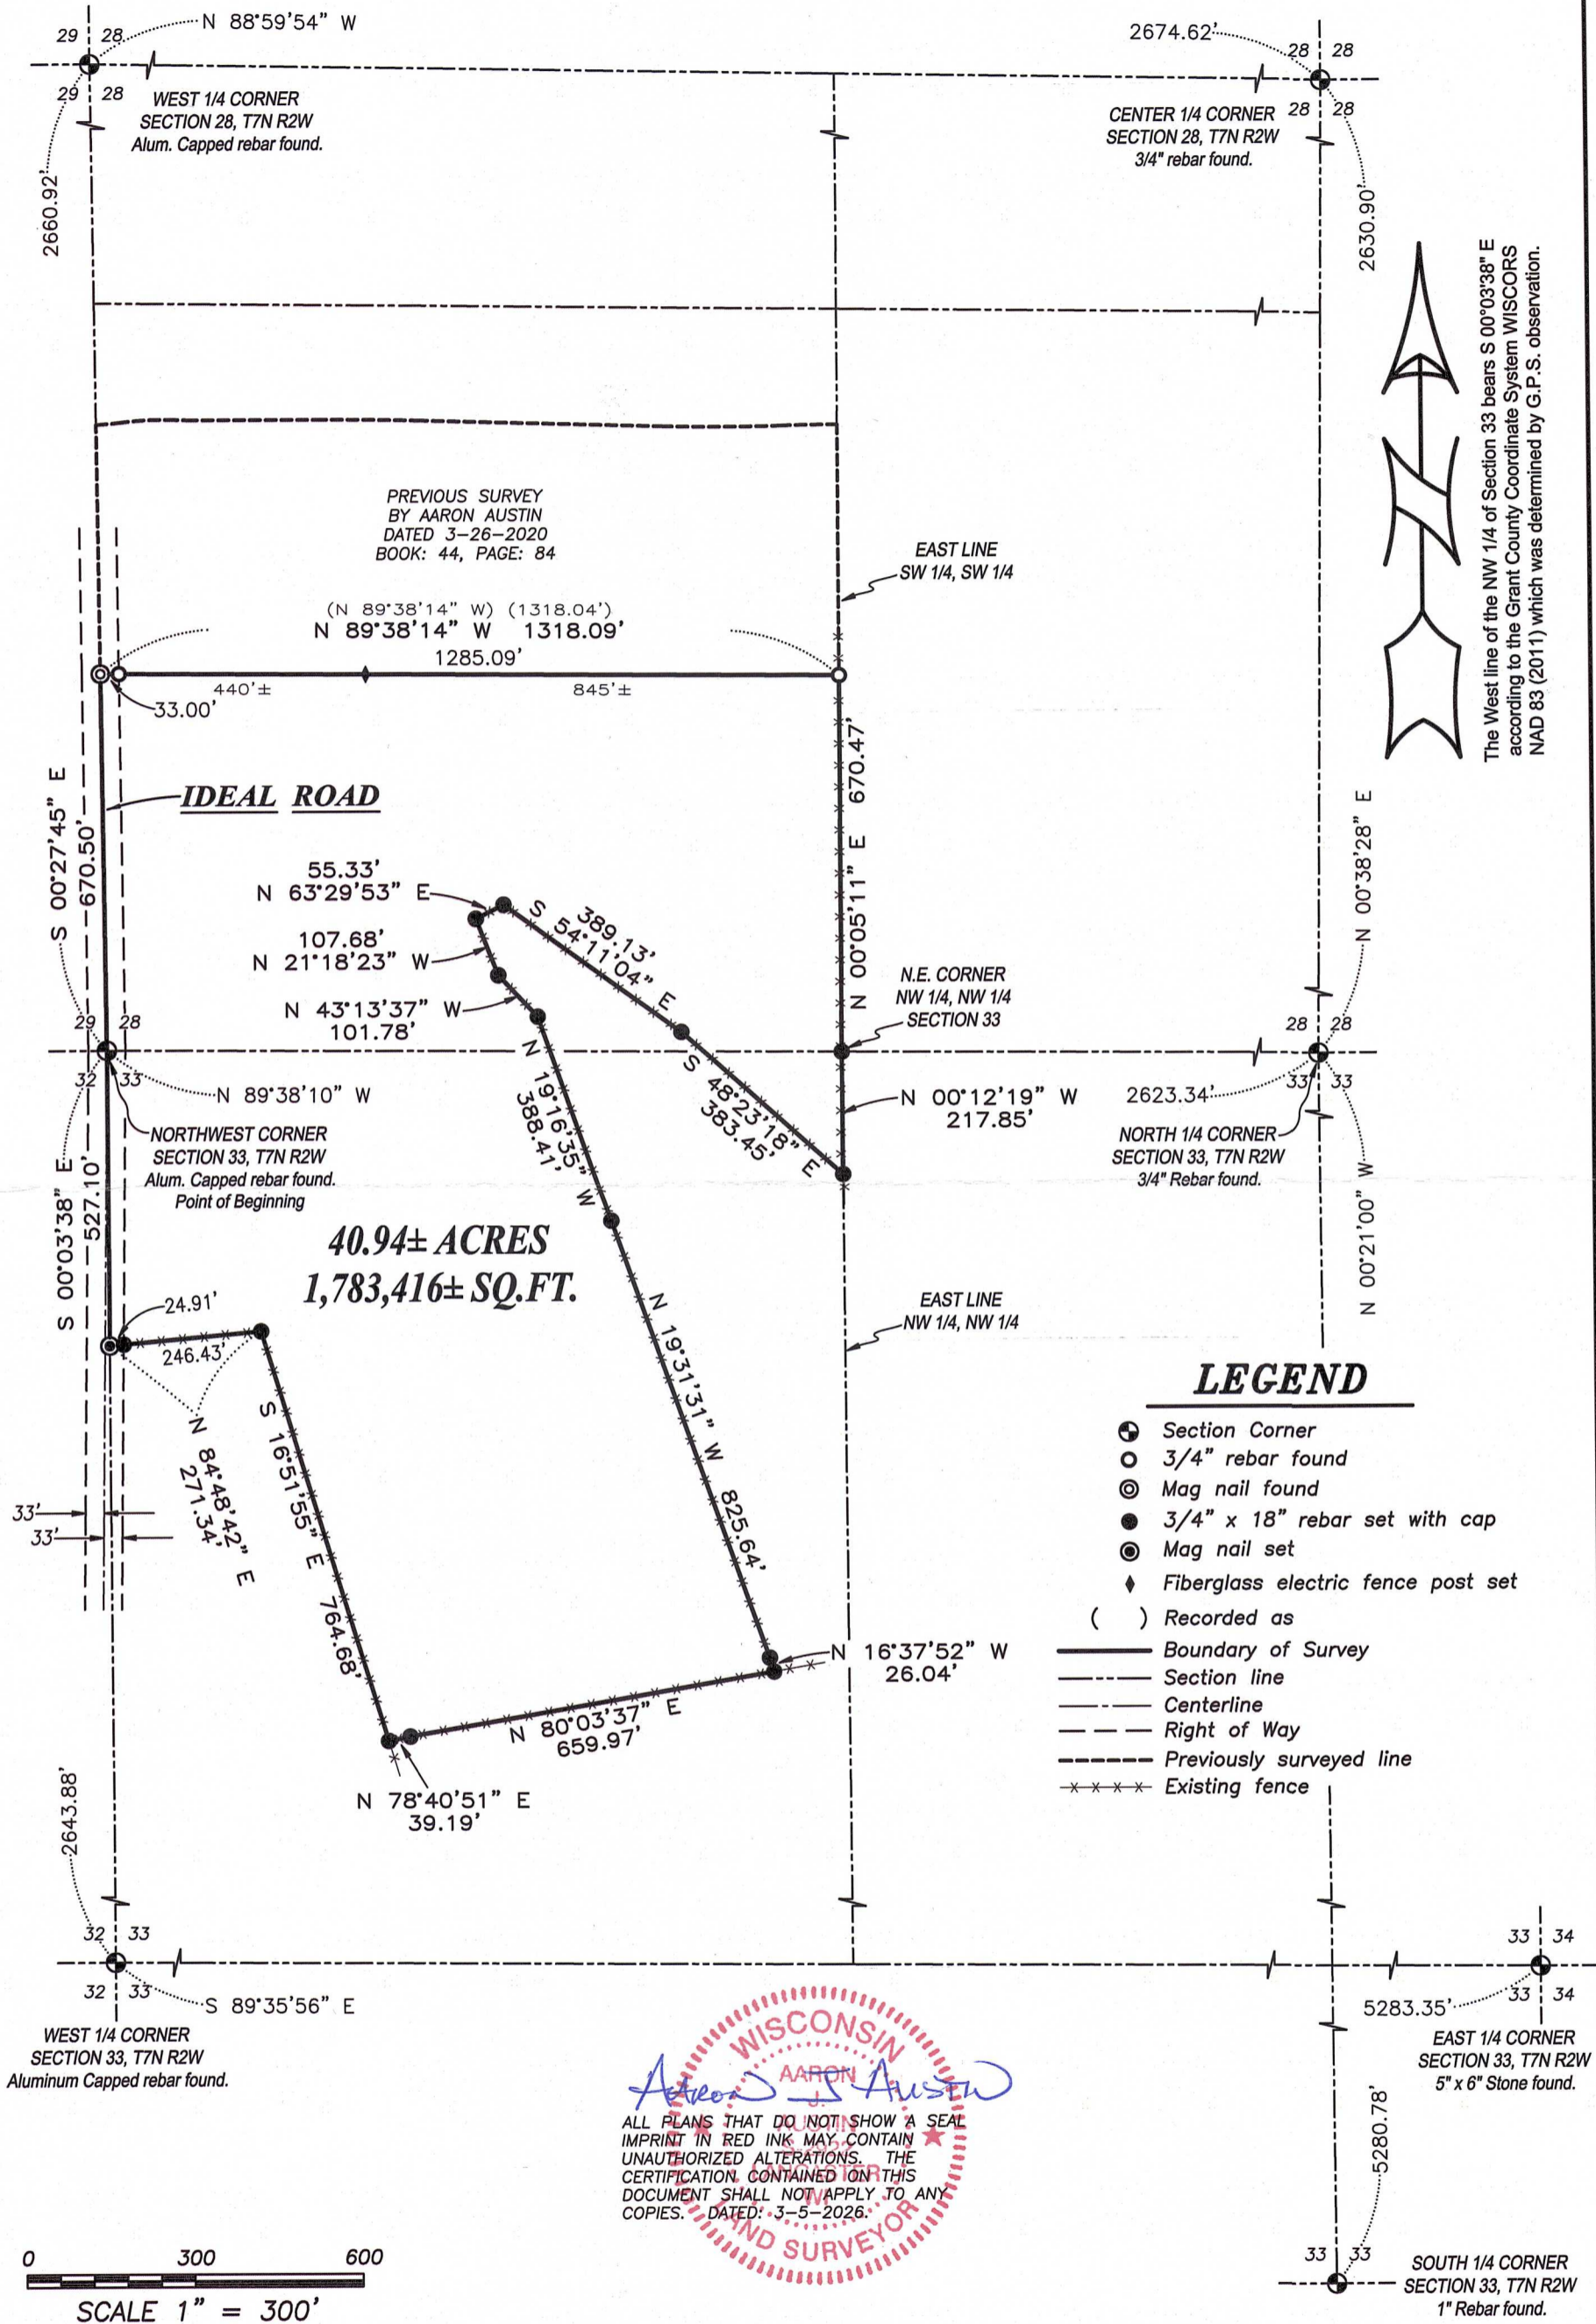 29 28
N 88°59'54" W
29 28
WEST 1/4 CORNER
SECTION 28, T7N R2W
Alum. Capped rebar found.
2660.92'
2674.62'
28 28
28 28
CENTER 1/4 CORNER
SECTION 28, T7N R2W
3/4" rebar found.
2630.90'
The West line of the NW 1/4 of Section 33 bears S 00°03'38" E
according to the Grant County Coordinate System WISCORS
NAD 83 (2011) which was determined by G.P.S. observation.
N
PREVIOUS SURVEY
BY AARON AUSTIN
DATED 3-26-2020
BOOK: 44, PAGE: 84
EAST LINE
SW 1/4, SW 1/4
(N 89°38'14" W) (1318.04')
N 89°38'14" W 1318.09'
1285.09'
440'±
845'±
33.00'
IDEAL ROAD
S 00°27'45" E
670.50'
N 00°05'11" E 670.47'
55.33'
N 63°29'53" E
107.68'
N 21°18'23" W
N 43°13'37" W
101.78'
389.13'
S 54°11'04" E
N.E. CORNER
NW 1/4, NW 1/4
SECTION 33
N 00°38'28" E
29 28
32 33
N 89°38'10" W
28 28
33 33
2623.34'
NORTHWEST CORNER
SECTION 33, T7N R2W
Alum. Capped rebar found.
Point of Beginning
N 19°16'35" W
388.41'
S 48°23'18" E
383.45'
N 00°12'19" W
217.85'
NORTH 1/4 CORNER
SECTION 33, T7N R2W
3/4" Rebar found.
N 00°21'00" W
S 00°03'38" E
527.10'
40.94± ACRES
1,783,416± SQ.FT.
24.91'
246.43'
N 84°48'42" E
271.34'
S 16°51'55" E 764.68'
N 19°31'31" W 825.64'
EAST LINE
NW 1/4, NW 1/4
33'
33'
N 16°37'52" W
26.04'
N 80°03'37" E
659.97'
N 78°40'51" E
39.19'
LEGEND
Section Corner
3/4" rebar found
Mag nail found
3/4" x 18" rebar set with cap
Mag nail set
Fiberglass electric fence post set
( ) Recorded as
Boundary of Survey
Section line
Centerline
Right of Way
Previously surveyed line
Existing fence
2643.88'
32 33
32 33
S 89°35'56" E
WEST 1/4 CORNER
SECTION 33, T7N R2W
Aluminum Capped rebar found.
33 34
33 34
5283.35'
EAST 1/4 CORNER
SECTION 33, T7N R2W
5" x 6" Stone found.
5280.78'
33 33
SOUTH 1/4 CORNER
SECTION 33, T7N R2W
1" Rebar found.
WISCONSIN
AARON
J.
AUSTIN
LANCASTER
WI
LAND SURVEYOR
Aaron J Austin
ALL PLANS THAT DO NOT SHOW A SEAL
IMPRINT IN RED INK MAY CONTAIN
UNAUTHORIZED ALTERATIONS. THE
CERTIFICATION CONTAINED ON THIS
DOCUMENT SHALL NOT APPLY TO ANY
COPIES. DATED: 3-5-2026.
0 300 600
SCALE 1" = 300'